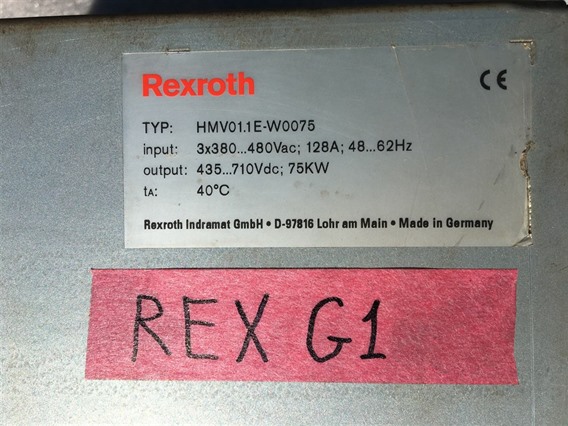 Rexroth
CE
TYP: HMV01.1E-W0075
input: 3x380...480Vac; 128A; 48...62Hz
output: 435...710Vdc; 75KW
tA: 40°C
Rexroth Indramat GmbH • D-97816 Lohr am Main • Made in Germany
REX G1